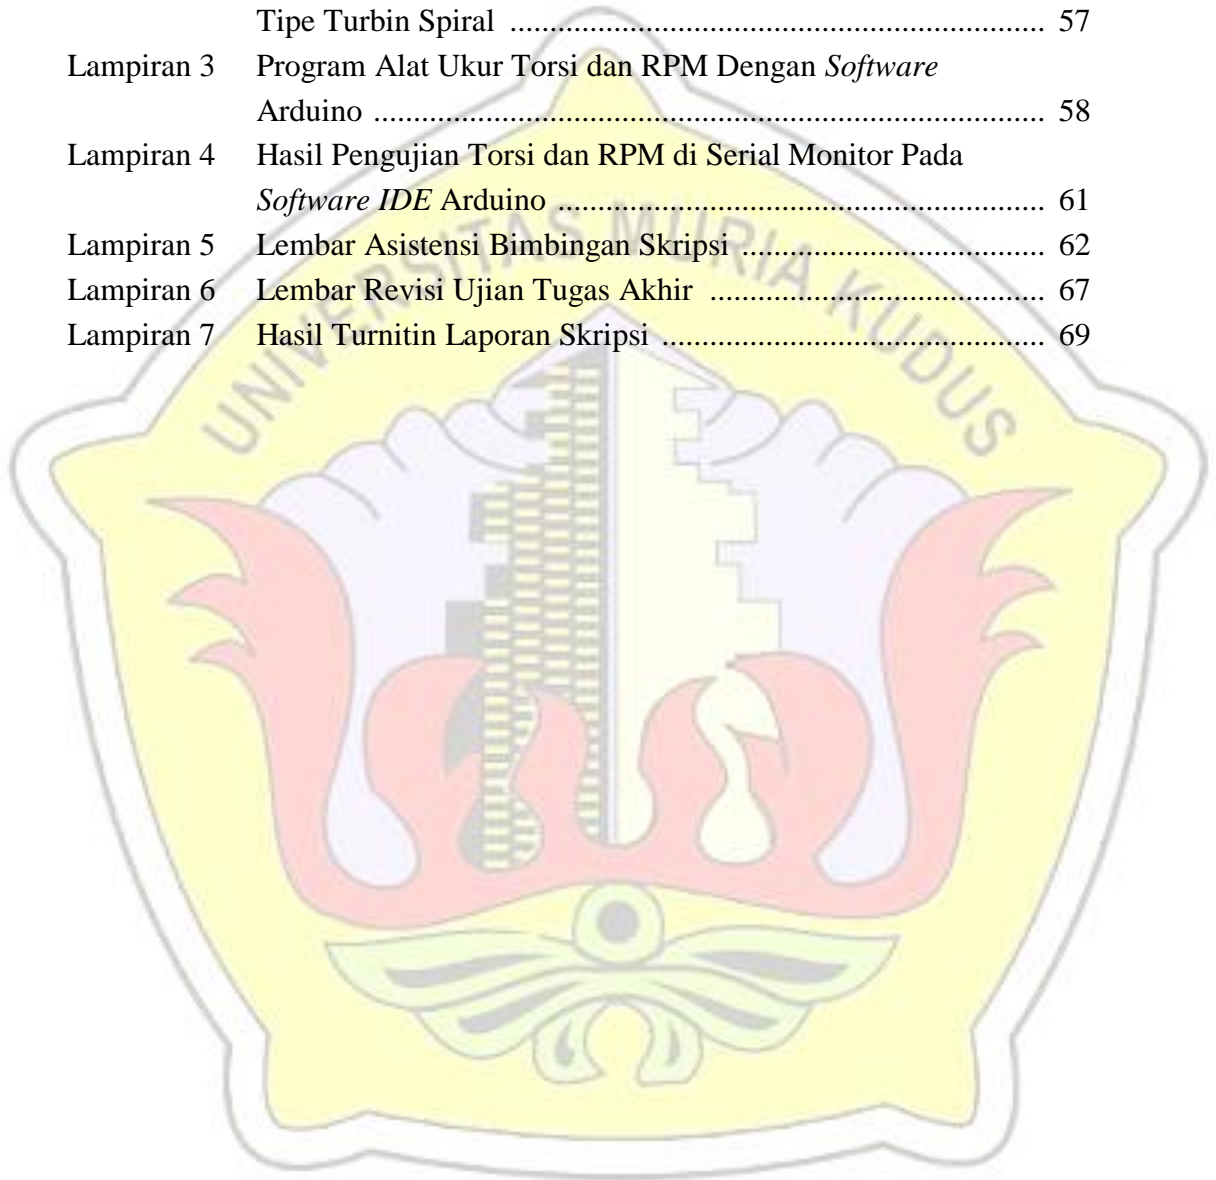 Tipe Turbin Spiral .................................................................. 57
Lampiran 3 Program Alat Ukur Torsi dan RPM Dengan Software
Arduino ................................................................................... 58
Lampiran 4 Hasil Pengujian Torsi dan RPM di Serial Monitor Pada
Software IDE Arduino ............................................................ 61
Lampiran 5 Lembar Asistensi Bimbingan Skripsi ..................................... 62
Lampiran 6 Lembar Revisi Ujian Tugas Akhir ......................................... 67
Lampiran 7 Hasil Turnitin Laporan Skripsi ............................................... 69
UNIVERSITAS MURIA KUDUS